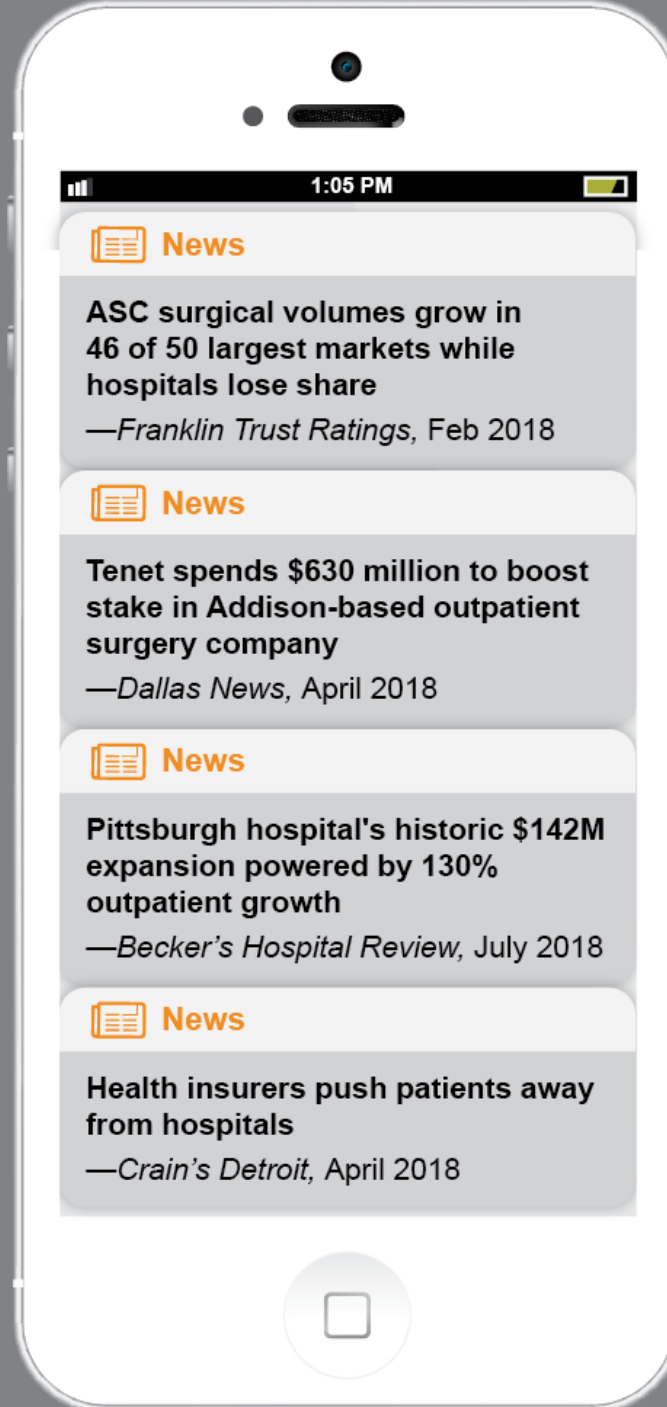 1:05 PM
News
ASC surgical volumes grow in
46 of 50 largest markets while
hospitals lose share
—Franklin Trust Ratings, Feb 2018
News
Tenet spends $630 million to boost
stake in Addison-based outpatient
surgery company
—Dallas News, April 2018
News
Pittsburgh hospital's historic $142M
expansion powered by 130%
outpatient growth
—Becker’s Hospital Review, July 2018
News
Health insurers push patients away
from hospitals
—Crain’s Detroit, April 2018